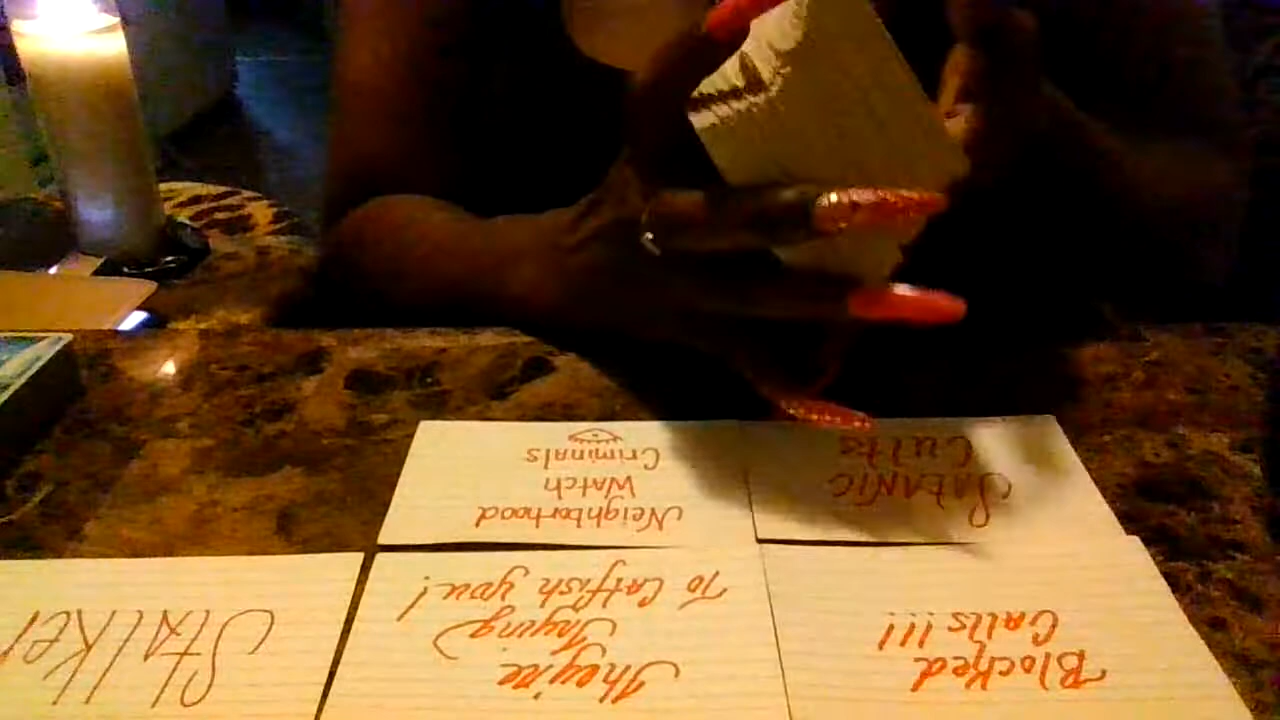 Blocked
Calls!!!
They're
Trying
To Catfish you!
Stalker
Satanic
Cults
Neighborhood
Watch
Criminals